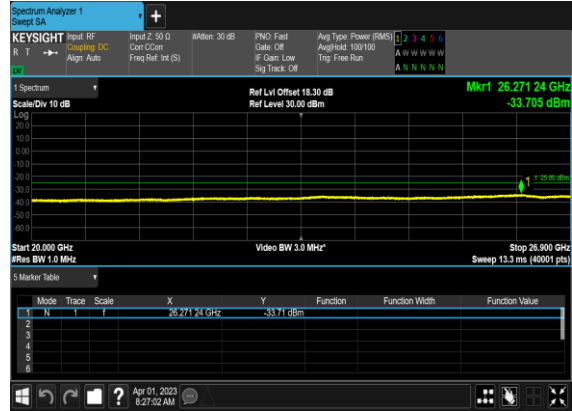 Spectrum Analyzer 1
Swept SA
+
KEYSIGHT Input: RF Input Z: 50 Ω #Atten: 30 dB PNO: Fast Avg Type: Power (RMS) 1 2 3 4 5 6
R T Coupling: DC Corr CCorr Gate: Off Avg|Hold: 100/100 A W W W W W
Align: Auto Freq Ref: Int (S) IF Gain: Low Trig: Free Run
LW Sig Track: Off A N N N N N
1 Spectrum Ref Lvl Offset 18.30 dB Mkr1 26.271 24 GHz
Scale/Div 10 dB Ref Level 30.00 dBm -33.705 dBm
Log
20.0
10.0
0.00
-10.0
-20.0
-30.0
-40.0
-50.0
-60.0
1
1 -25.00 dBm
Start 20.000 GHz Video BW 3.0 MHz* Stop 26.900 GHz
#Res BW 1.0 MHz Sweep 13.3 ms (40001 pts)
5 Marker Table
Mode Trace Scale X Y Function Function Width Function Value
1 N 1 f 26.271 24 GHz -33.71 dBm
2
3
4
5
6
? Apr 01, 2023
8:27:02 AM